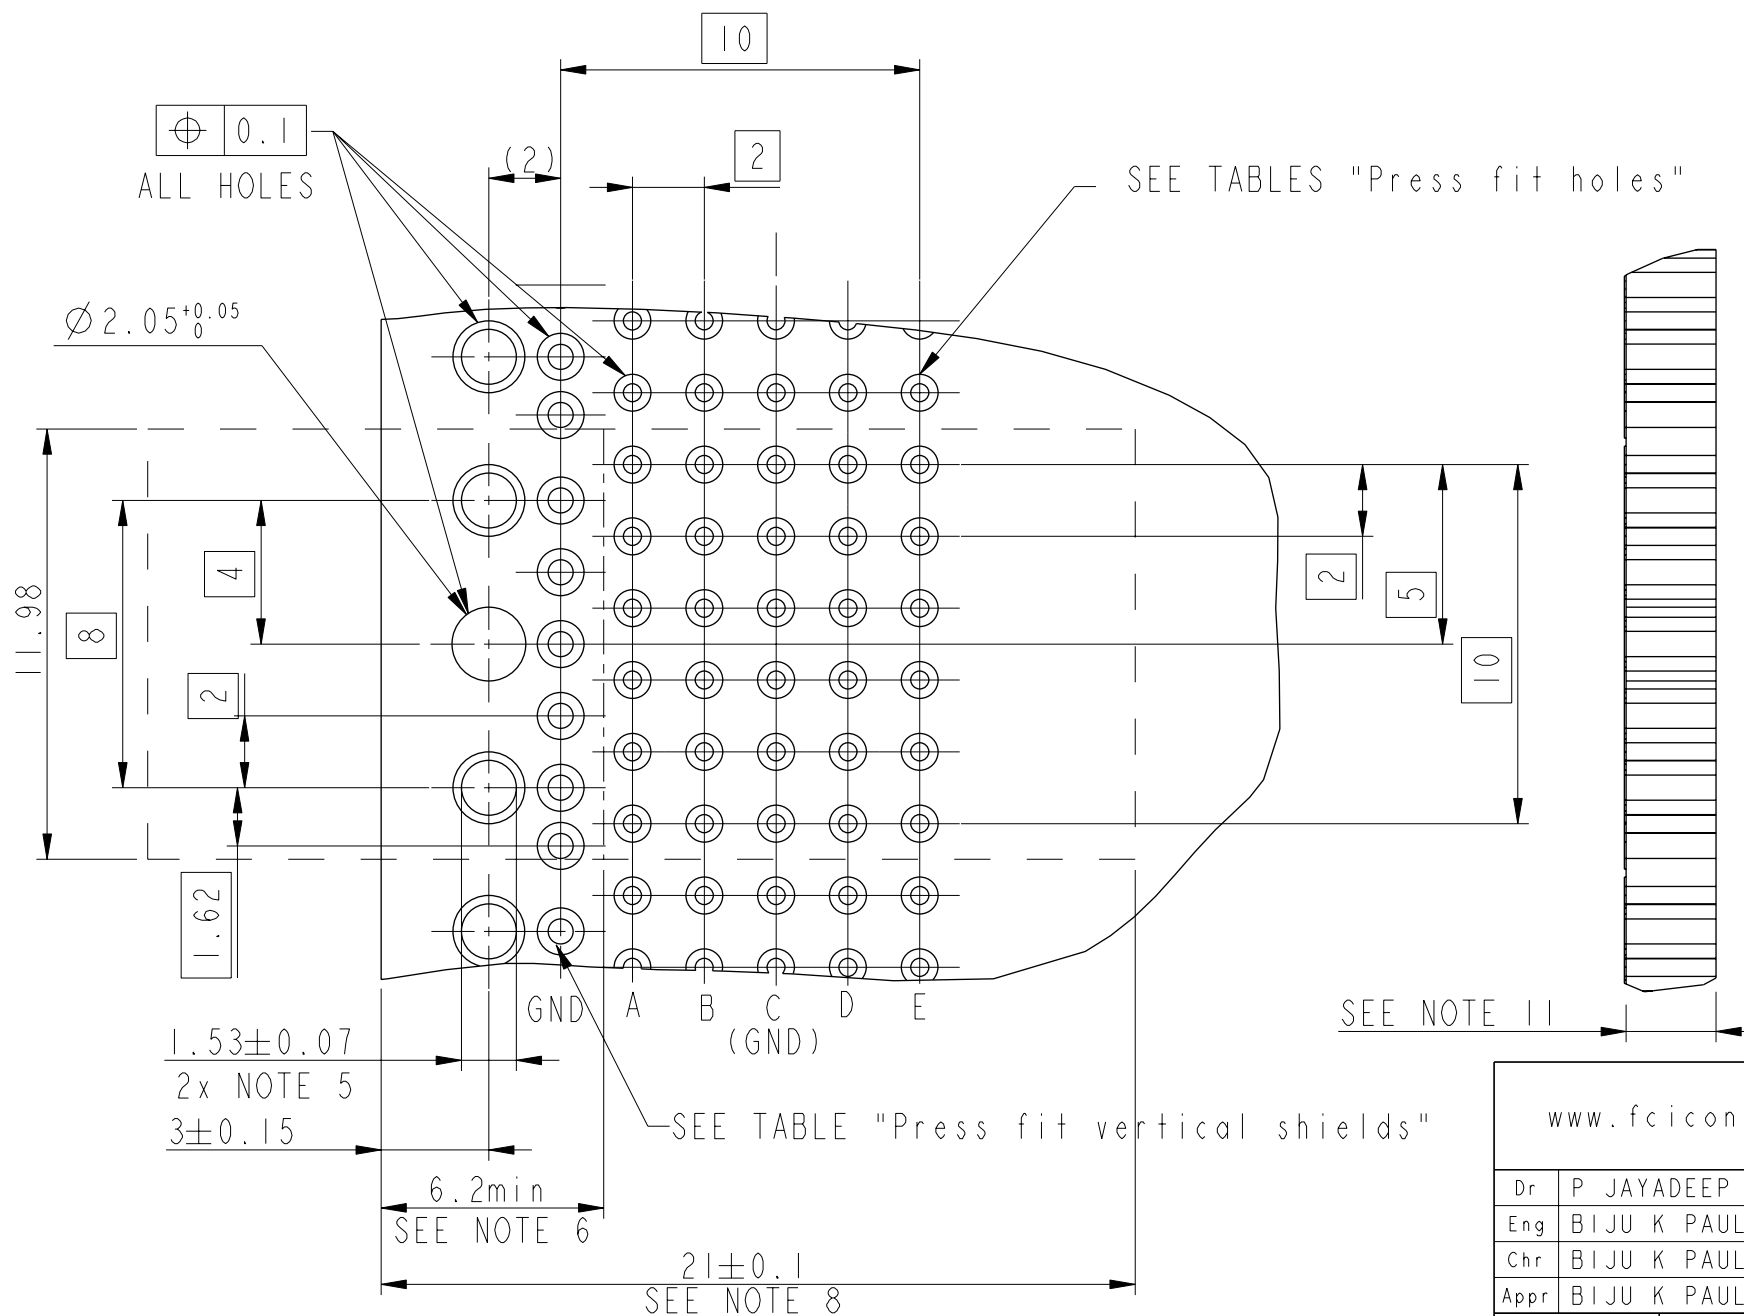 10
0.1
ALL HOLES
(2)
2
SEE TABLES "Press fit holes"
Ø2.05+0.05
0
11.98
8
4
2
1.62
2
5
10
GND A B C D E
(GND)
SEE NOTE 11
1.53±0.07
2x NOTE 5
3±0.15
SEE TABLE "Press fit vertical shields"
6.2min
SEE NOTE 6
21±0.1
SEE NOTE 8
www.fcicon
Dr P JAYADEEP
Eng BIJU K PAUL
Chr BIJU K PAUL
Appr BIJU K PAUL